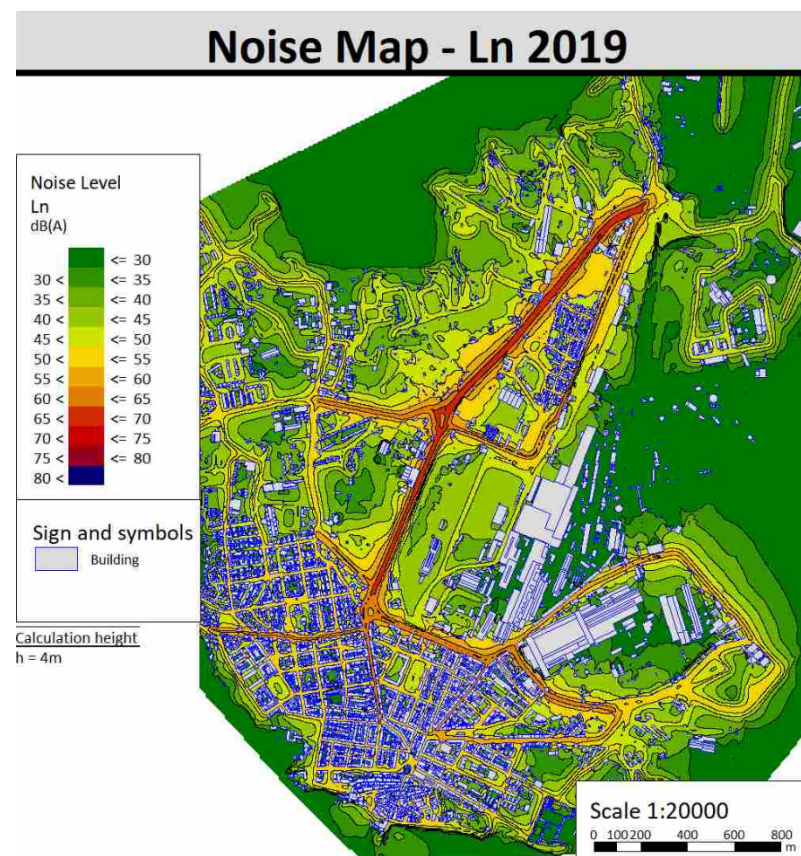 Noise Map - Ln 2019
Noise Level
Ln
dB(A)
<= 30
30 < <= 35
35 < <= 40
40 < <= 45
45 < <= 50
50 < <= 55
55 < <= 60
60 < <= 65
65 < <= 70
70 < <= 75
75 < <= 80
80 <
Sign and symbols
Building
Calculation height
h = 4m
Scale 1:20000
0 100 200 400 600 800
m